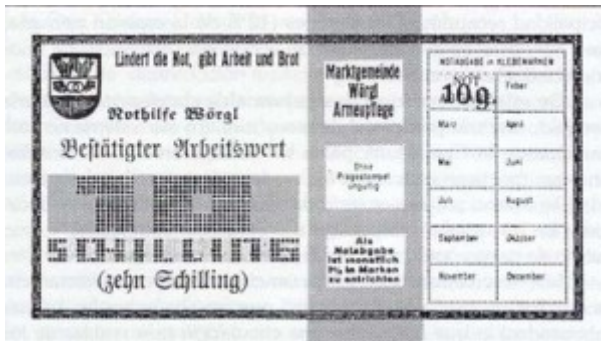 Lindert die Not, gibt Arbeit und Brot
Nothilfe Wörgl
Bestätigter Arbeitswert
10
SCHILLING
(zehn Schilling)
Marktgemeinde
Wörgl
Armenpflege
Ohne
Prägestempel
ungültig
Als
Notabgabe
ist monatlich
1% in Marken
zu entrichten
NOTABGABE in KLEBEMARKEN
NOT
10g
Feber
März
April
Mai
Juni
Juli
August
September
Oktober
November
Dezember